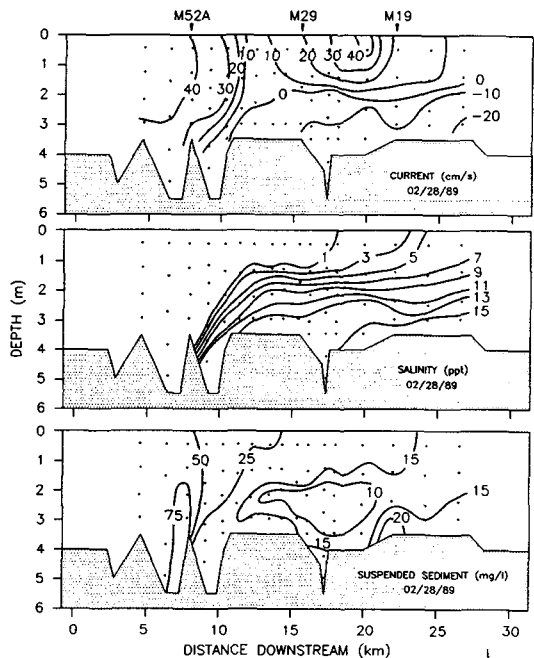 M52A M29 M19
0
1
2
3
4
5
6
40 30 20 10 0 10 20 30 40 0 -10 -20
CURRENT (cm/s)
02/28/89
0
1
2
3
4
5
6
DEPTH (m)
1 3 5 7
9
11
13
15
SALINITY (ppt)
02/28/89
0
1
2
3
4
5
6
75 50 25 15 10 15 15 20
SUSPENDED SEDIMENT (mg/l)
02/28/89
0 5 10 15 20 25 30
DISTANCE DOWNSTREAM (km)